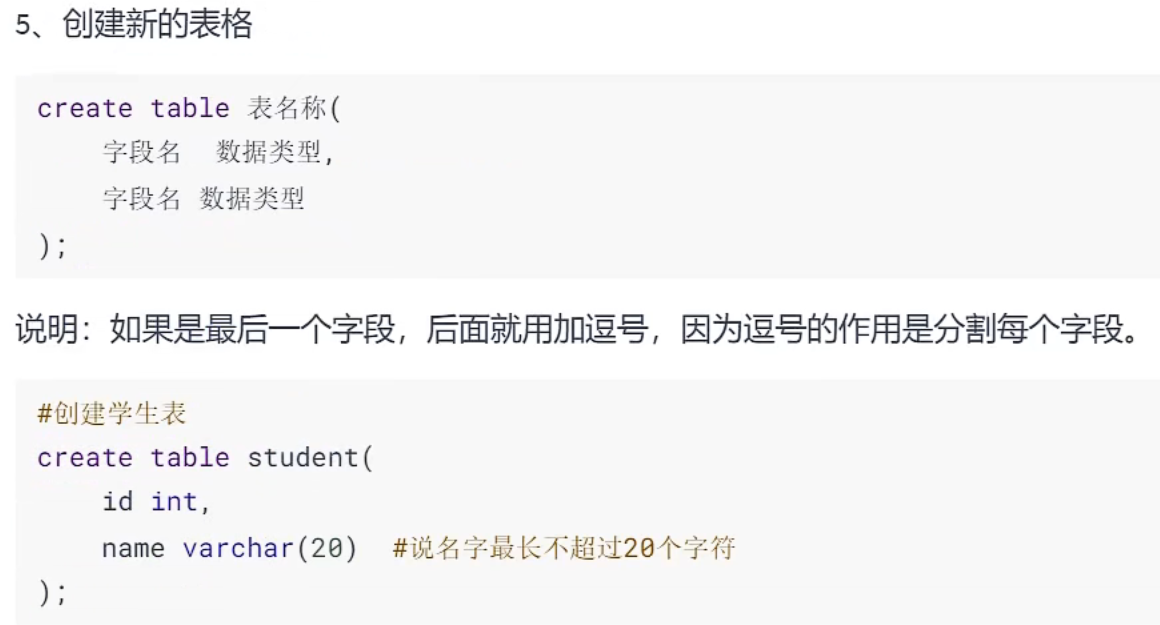 5、创建新的表格
create table 表名称(
    字段名  数据类型,
    字段名 数据类型
);
说明：如果是最后一个字段，后面就用加逗号，因为逗号的作用是分割每个字段。
#创建学生表
create table student(
    id int,
    name varchar(20)  #说名字最长不超过20个字符
);